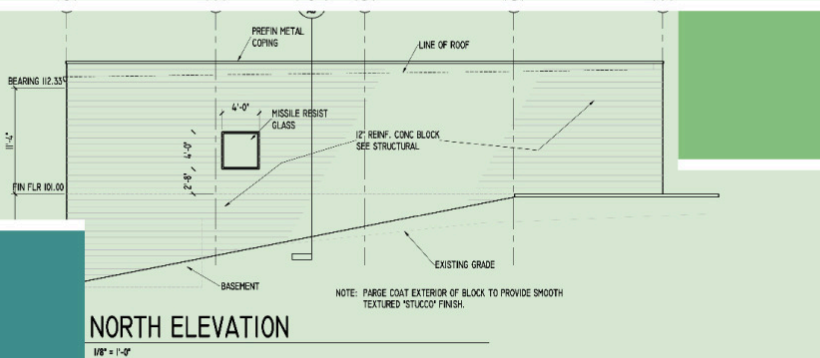 PREFIN METAL
COPING
LINE OF ROOF
BEARING 112.33'
4'-0"
MISSILE RESIST
GLASS
12" REINF. CONC BLOCK
SEE STRUCTURAL
11'-4"
4'-0"
2'-8"
FIN FLR 101.00
EXISTING GRADE
BASEMENT
NOTE: PARGE COAT EXTERIOR OF BLOCK TO PROVIDE SMOOTH
TEXTURED "STUCCO" FINISH.
NORTH ELEVATION
1/8" = 1'-0"